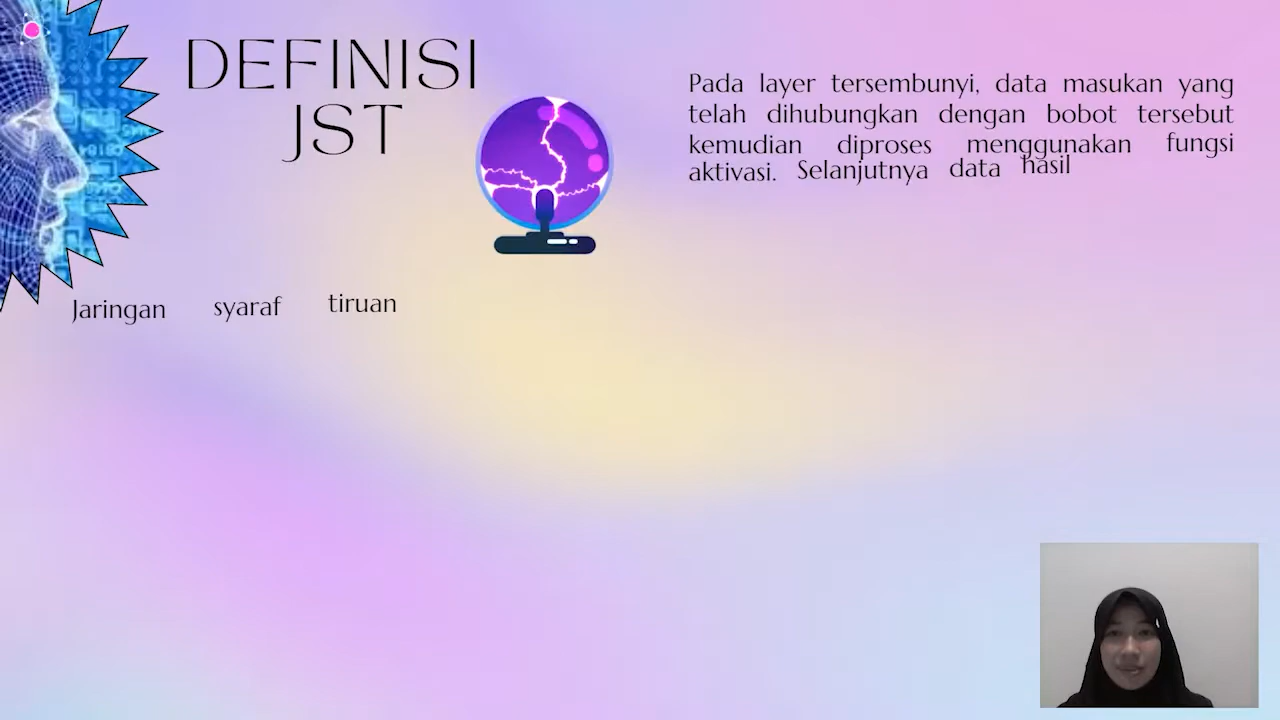 DEFINISI
JST
Jaringan syaraf tiruan
Pada layer tersembunyi, data masukan yang
telah dihubungkan dengan bobot tersebut
kemudian diproses menggunakan fungsi
aktivasi. Selanjutnya data hasil